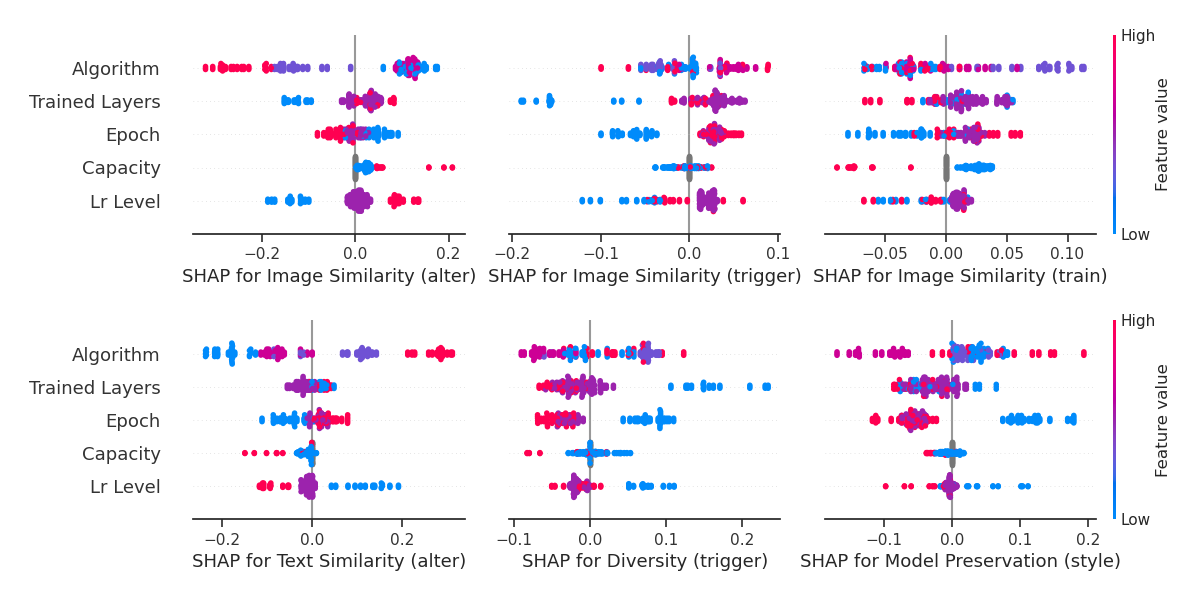 High
Algorithm
Trained Layers
Epoch
Capacity
Lr Level
Feature value
Low
−0.2 0.0 0.2
−0.2 −0.1 0.0 0.1
−0.05 0.00 0.05 0.10
SHAP for Image Similarity (alter)
SHAP for Image Similarity (trigger)
SHAP for Image Similarity (train)
High
Algorithm
Trained Layers
Epoch
Capacity
Lr Level
Feature value
Low
−0.2 0.0 0.2
−0.1 0.0 0.1 0.2
−0.1 0.0 0.1 0.2
SHAP for Text Similarity (alter)
SHAP for Diversity (trigger)
SHAP for Model Preservation (style)